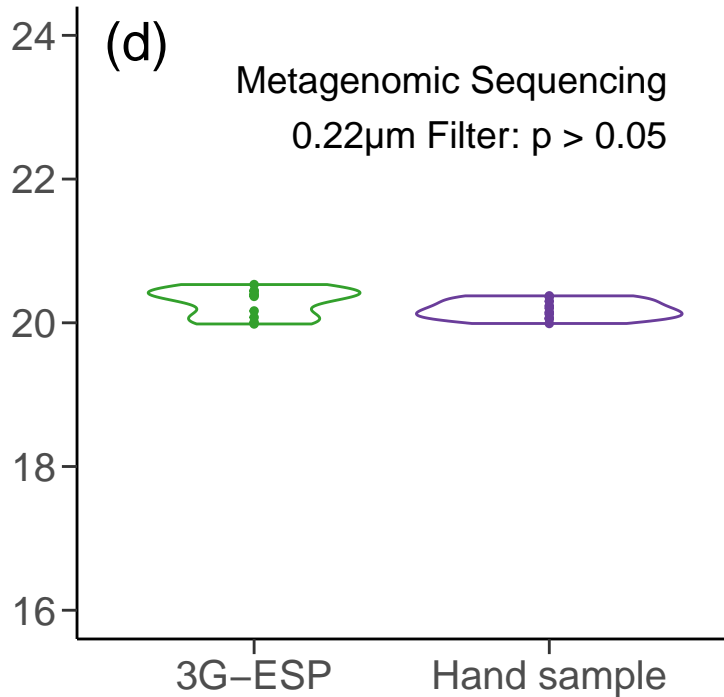 (d)
Metagenomic Sequencing
0.22µm Filter: p > 0.05
24
22
20
18
16
3G−ESP
Hand sample